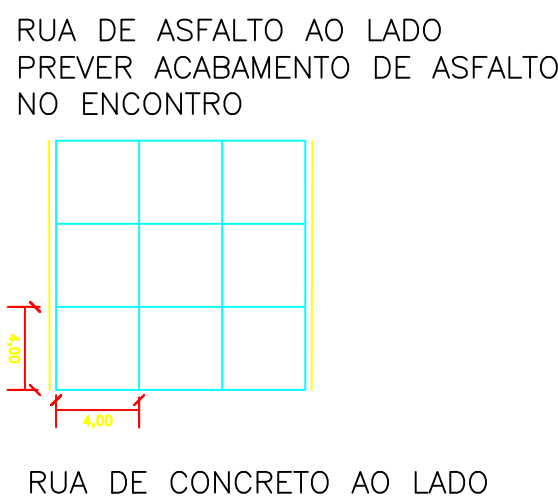 RUA DE ASFALTO AO LADO
PREVER ACABAMENTO DE ASFALTO
NO ENCONTRO
4,00
4,00
RUA DE CONCRETO AO LADO